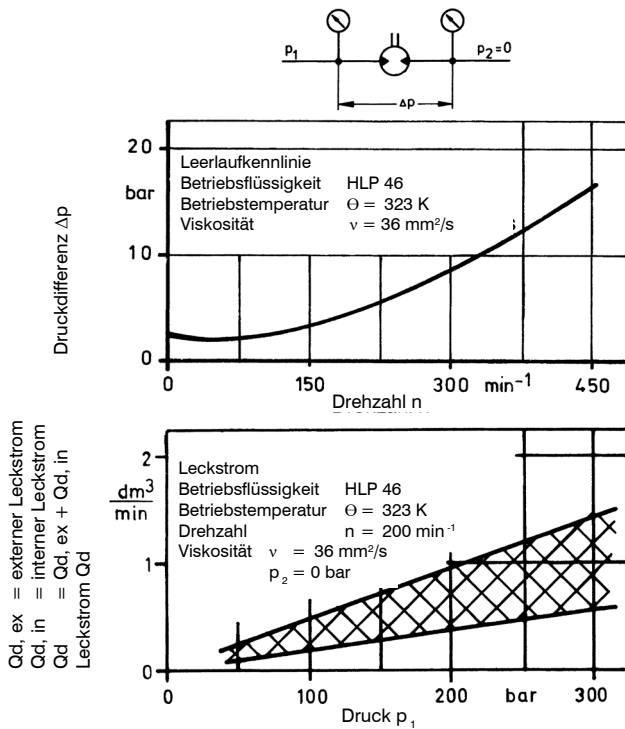 p1 p2=0
Δp
20
bar
10
0
Druckdifferenz Δp
Leerlaufkennlinie
Betriebsflüssigkeit HLP 46
Betriebstemperatur Θ = 323 K
Viskosität ν = 36 mm²/s
0 150 300 min⁻¹ 450
Drehzahl n
Qd, ex = externer Leckstrom
Qd, in = interner Leckstrom
Qd = Qd, ex + Qd, in
Leckstrom Qd
2
dm³
min
1
0
Leckstrom
Betriebsflüssigkeit HLP 46
Betriebstemperatur Θ = 323 K
Drehzahl n = 200 min⁻¹
Viskosität ν = 36 mm²/s
p2 = 0 bar
0 100 200 bar 300
Druck p1